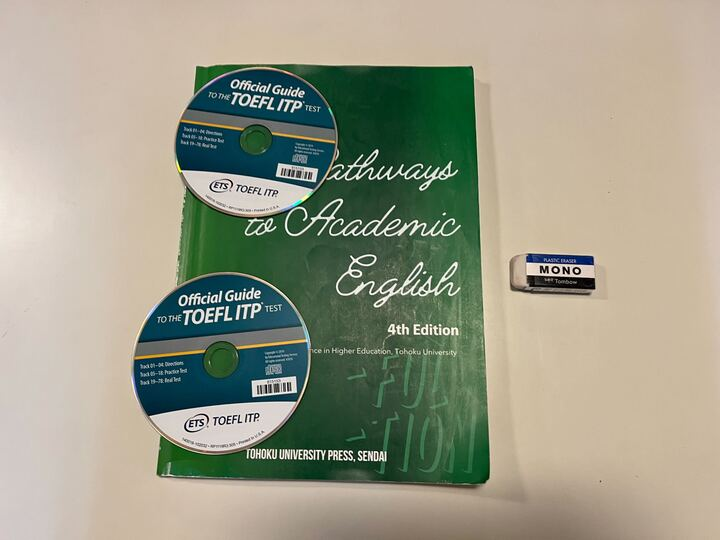 Official Guide
TO THE TOEFL ITP® TEST
Track 01–04: Directions
Track 05–18: Practice Test
Track 19–78: Real Test
ETS TOEFL ITP®
Pathways
to Academic
English
4th Edition
nce in Higher Education, Tohoku University
-FUL
-TION
TOHOKU UNIVERSITY PRESS, SENDAI
Official Guide
TO THE TOEFL ITP® TEST
Track 01–04: Directions
Track 05–18: Practice Test
Track 19–78: Real Test
ETS TOEFL ITP®
PLASTIC ERASER
MONO
Tombow